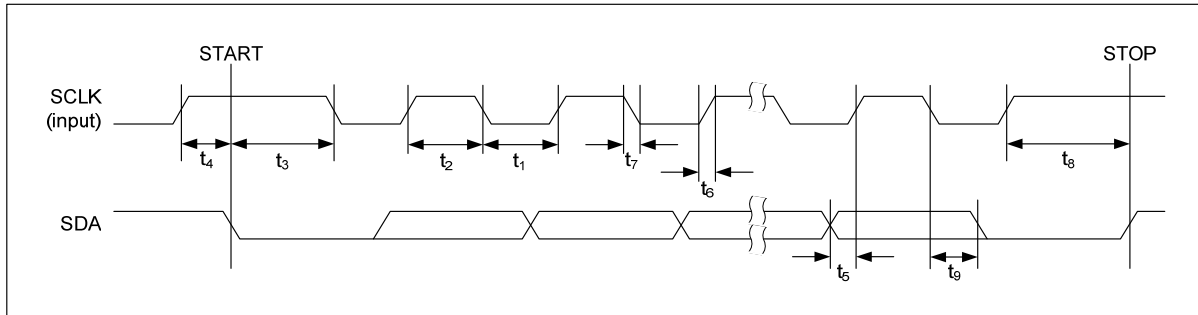 START
STOP
SCLK
(input)
t4
t3
t2
t1
t7
t6
t8
SDA
t5
t9